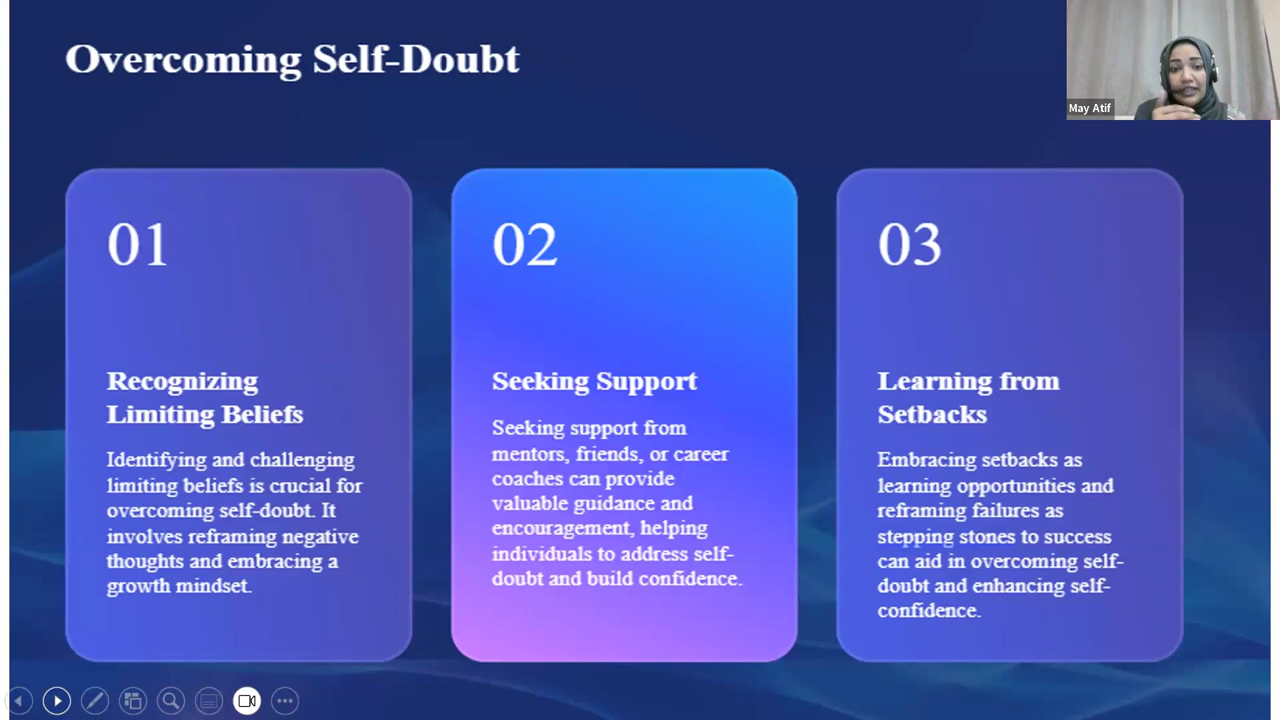 Overcoming Self-Doubt
May Atif
01
Recognizing
Limiting Beliefs
Identifying and challenging
limiting beliefs is crucial for
overcoming self-doubt. It
involves reframing negative
thoughts and embracing a
growth mindset.
02
Seeking Support
Seeking support from
mentors, friends, or career
coaches can provide
valuable guidance and
encouragement, helping
individuals to address self-
doubt and build confidence.
03
Learning from
Setbacks
Embracing setbacks as
learning opportunities and
reframing failures as
stepping stones to success
can aid in overcoming self-
doubt and enhancing self-
confidence.